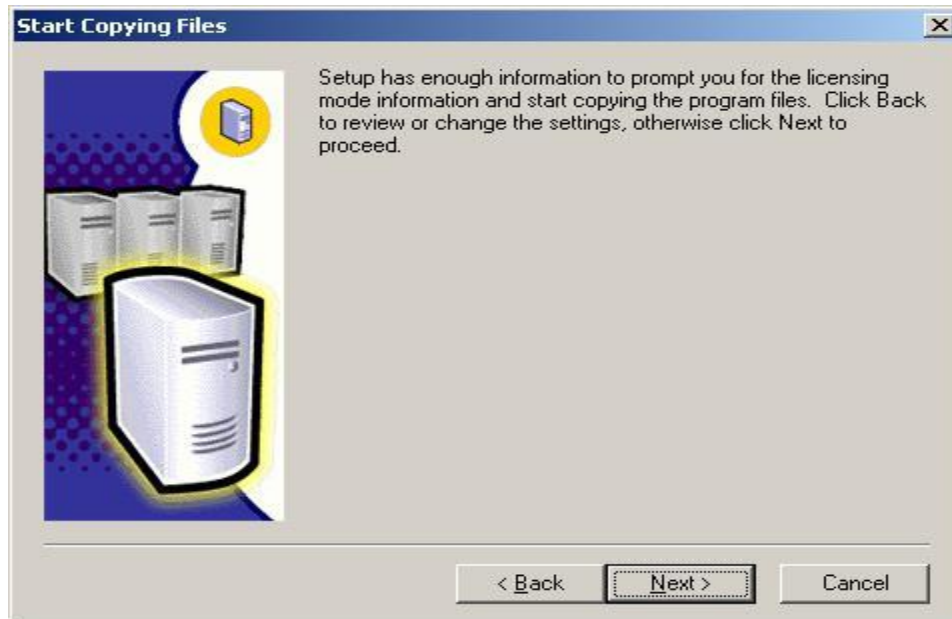 Start Copying Files
Setup has enough information to prompt you for the licensing
mode information and start copying the program files. Click Back
to review or change the settings, otherwise click Next to
proceed.
< Back
Next >
Cancel